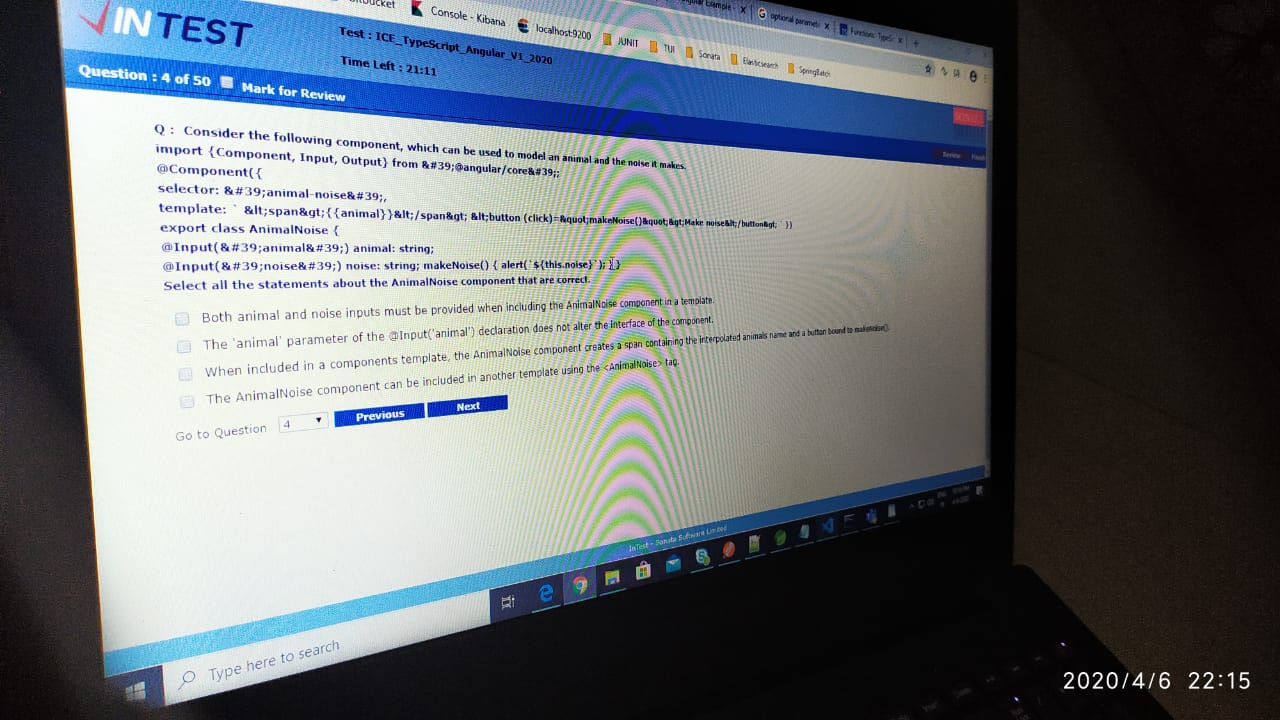 Console - Kibana
localhost:9200
JUNIT
TUI
Sonata
Elasticsearch
SpringBatch
INTEST
Test : ICE_TypeScript_Angular_V1_2020
Time Left : 21:11
Question : 4 of 50
Mark for Review
Review
Q : Consider the following component, which can be used to model an animal and the noise it makes.
import {Component, Input, Output} from &#39;@angular/core&#39;;
@Component({
selector: &#39;animal-noise&#39;,
template: ` &lt;span&gt;{{animal}}&lt;/span&gt; &lt;button (click)=&quot;makeNoise()&quot;&gt;Make noise&lt;/button&gt; ` })
export class AnimalNoise {
@Input(&#39;animal&#39;) animal: string;
@Input(&#39;noise&#39;) noise: string; makeNoise() { alert(`${this.noise}`); } }
Select all the statements about the AnimalNoise component that are correct.
Both animal and noise inputs must be provided when including the AnimalNoise component in a template.
The 'animal' parameter of the @Input('animal') declaration does not alter the interface of the component.
When included in a components template, the AnimalNoise component creates a span containing the interpolated animals name and a button bound to makeNoise().
The AnimalNoise component can be included in another template using the <AnimalNoise> tag.
Go to Question 4 Previous Next
InTest - Sonata Software Limited
Type here to search
2020/4/6 22:15